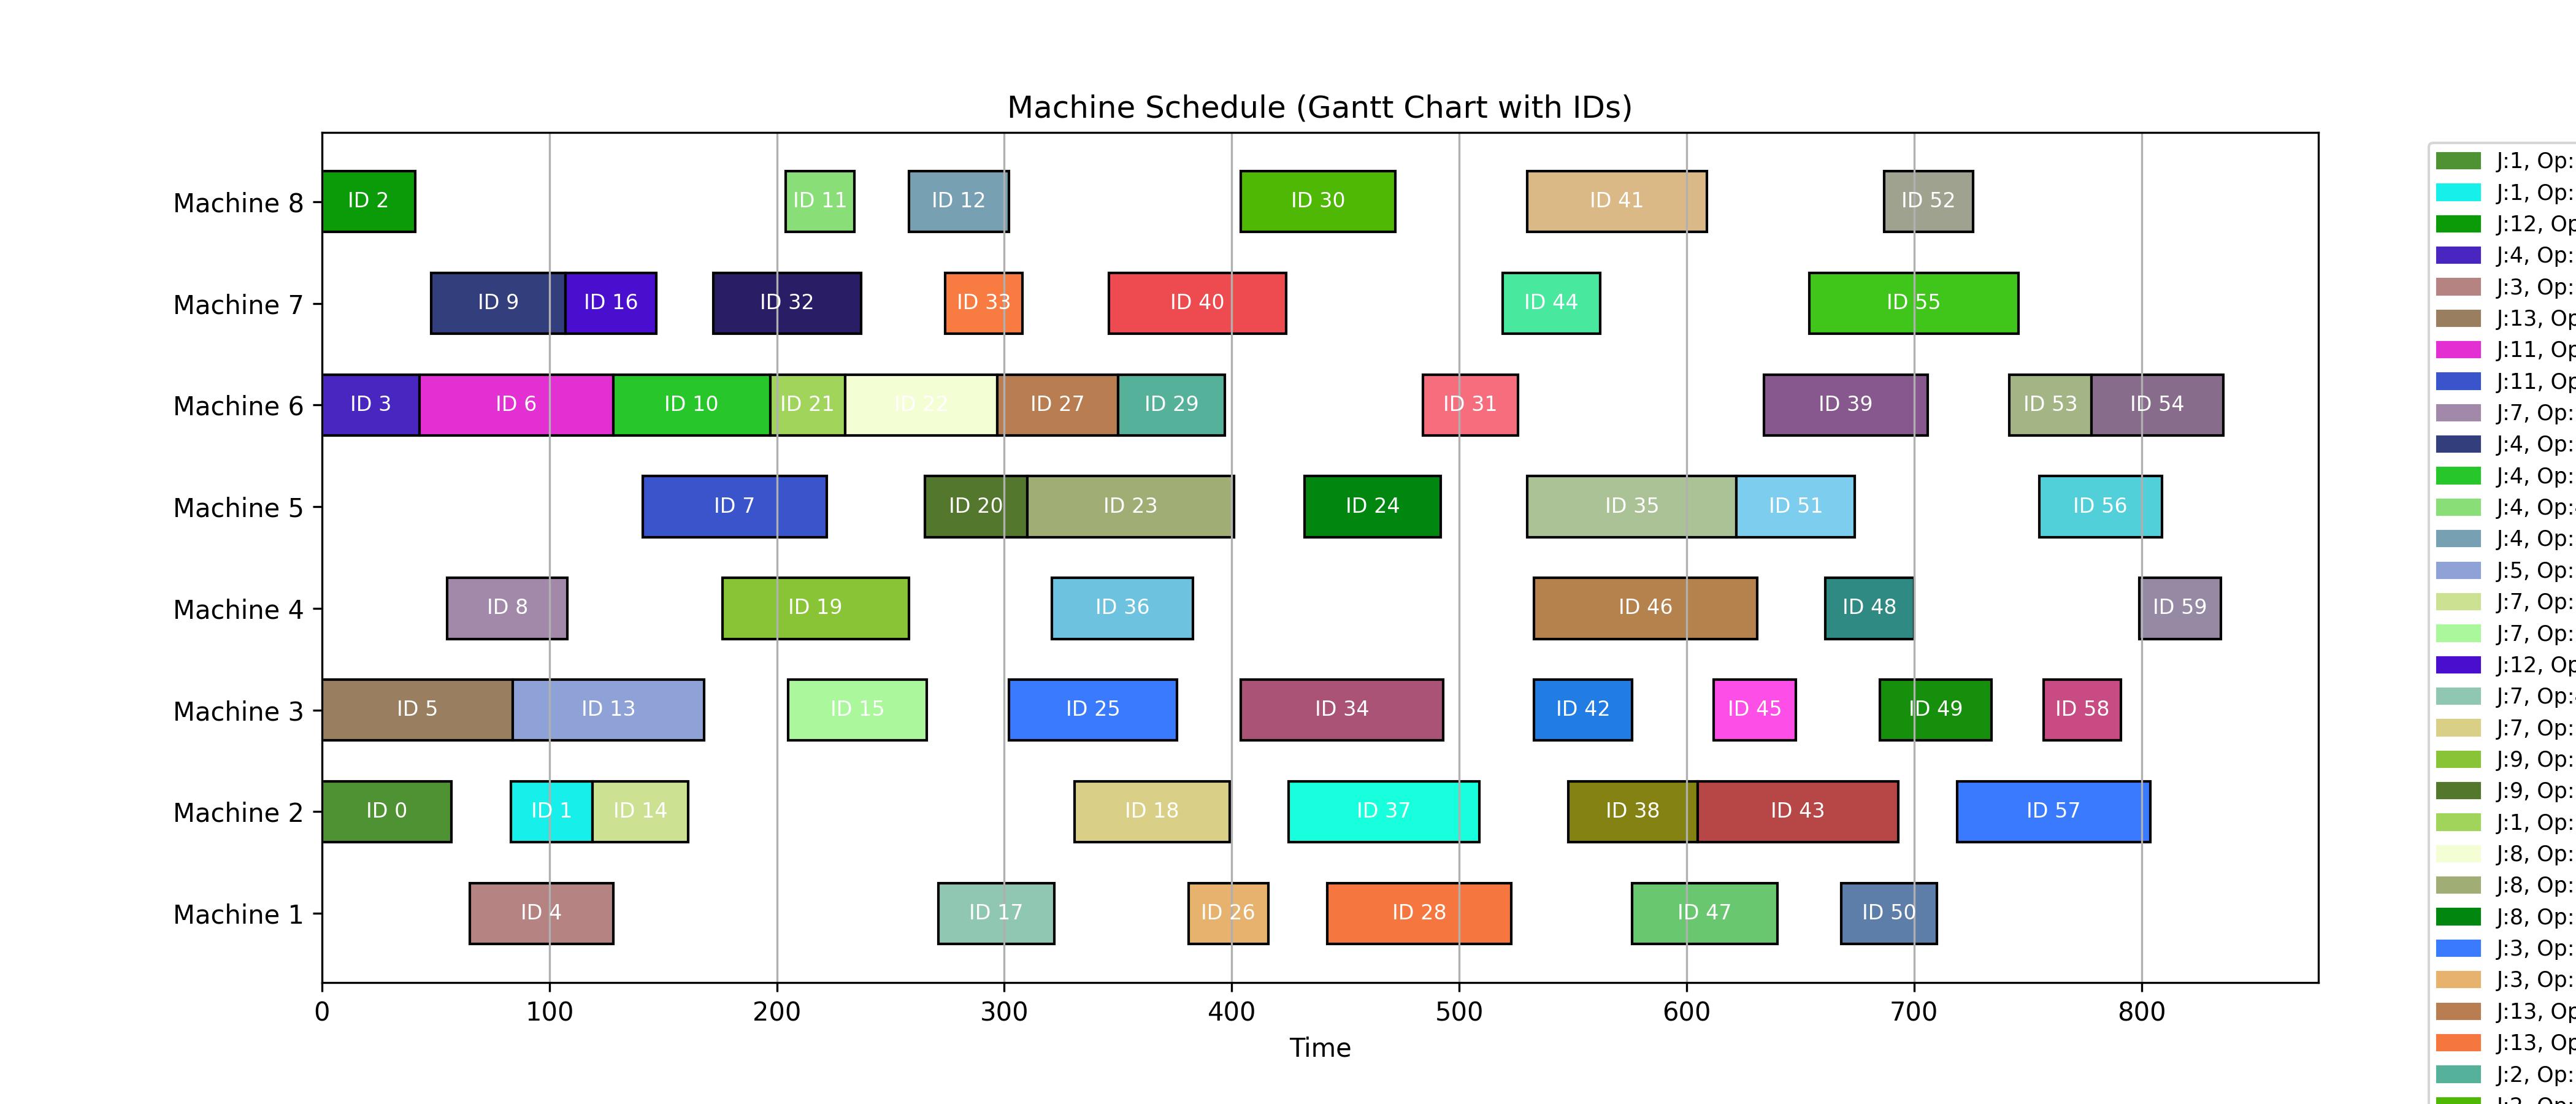 Machine Schedule (Gantt Chart with IDs)
Machine 8
ID 2
ID 11
ID 12
ID 30
ID 41
ID 52
Machine 7
ID 9
ID 16
ID 32
ID 33
ID 40
ID 44
ID 55
Machine 6
ID 3
ID 6
ID 10
ID 21
ID 22
ID 27
ID 29
ID 31
ID 39
ID 53
ID 54
Machine 5
ID 7
ID 20
ID 23
ID 24
ID 35
ID 51
ID 56
Machine 4
ID 8
ID 19
ID 36
ID 46
ID 48
ID 59
Machine 3
ID 5
ID 13
ID 15
ID 25
ID 34
ID 42
ID 45
ID 49
ID 58
Machine 2
ID 0
ID 1
ID 14
ID 18
ID 37
ID 38
ID 43
ID 57
Machine 1
ID 4
ID 17
ID 26
ID 28
ID 47
ID 50
0 100 200 300 400 500 600 700 800
Time
J:1, Op:
J:1, Op:
J:12, Op
J:4, Op:
J:3, Op:
J:13, Op
J:11, Op
J:11, Op
J:7, Op:
J:4, Op:
J:4, Op:
J:4, Op:
J:4, Op:
J:5, Op:
J:7, Op:
J:7, Op:
J:12, Op
J:7, Op:
J:7, Op:
J:9, Op:
J:9, Op:
J:1, Op:
J:8, Op:
J:8, Op:
J:8, Op:
J:3, Op:
J:3, Op:
J:13, Op
J:13, Op
J:2, Op: